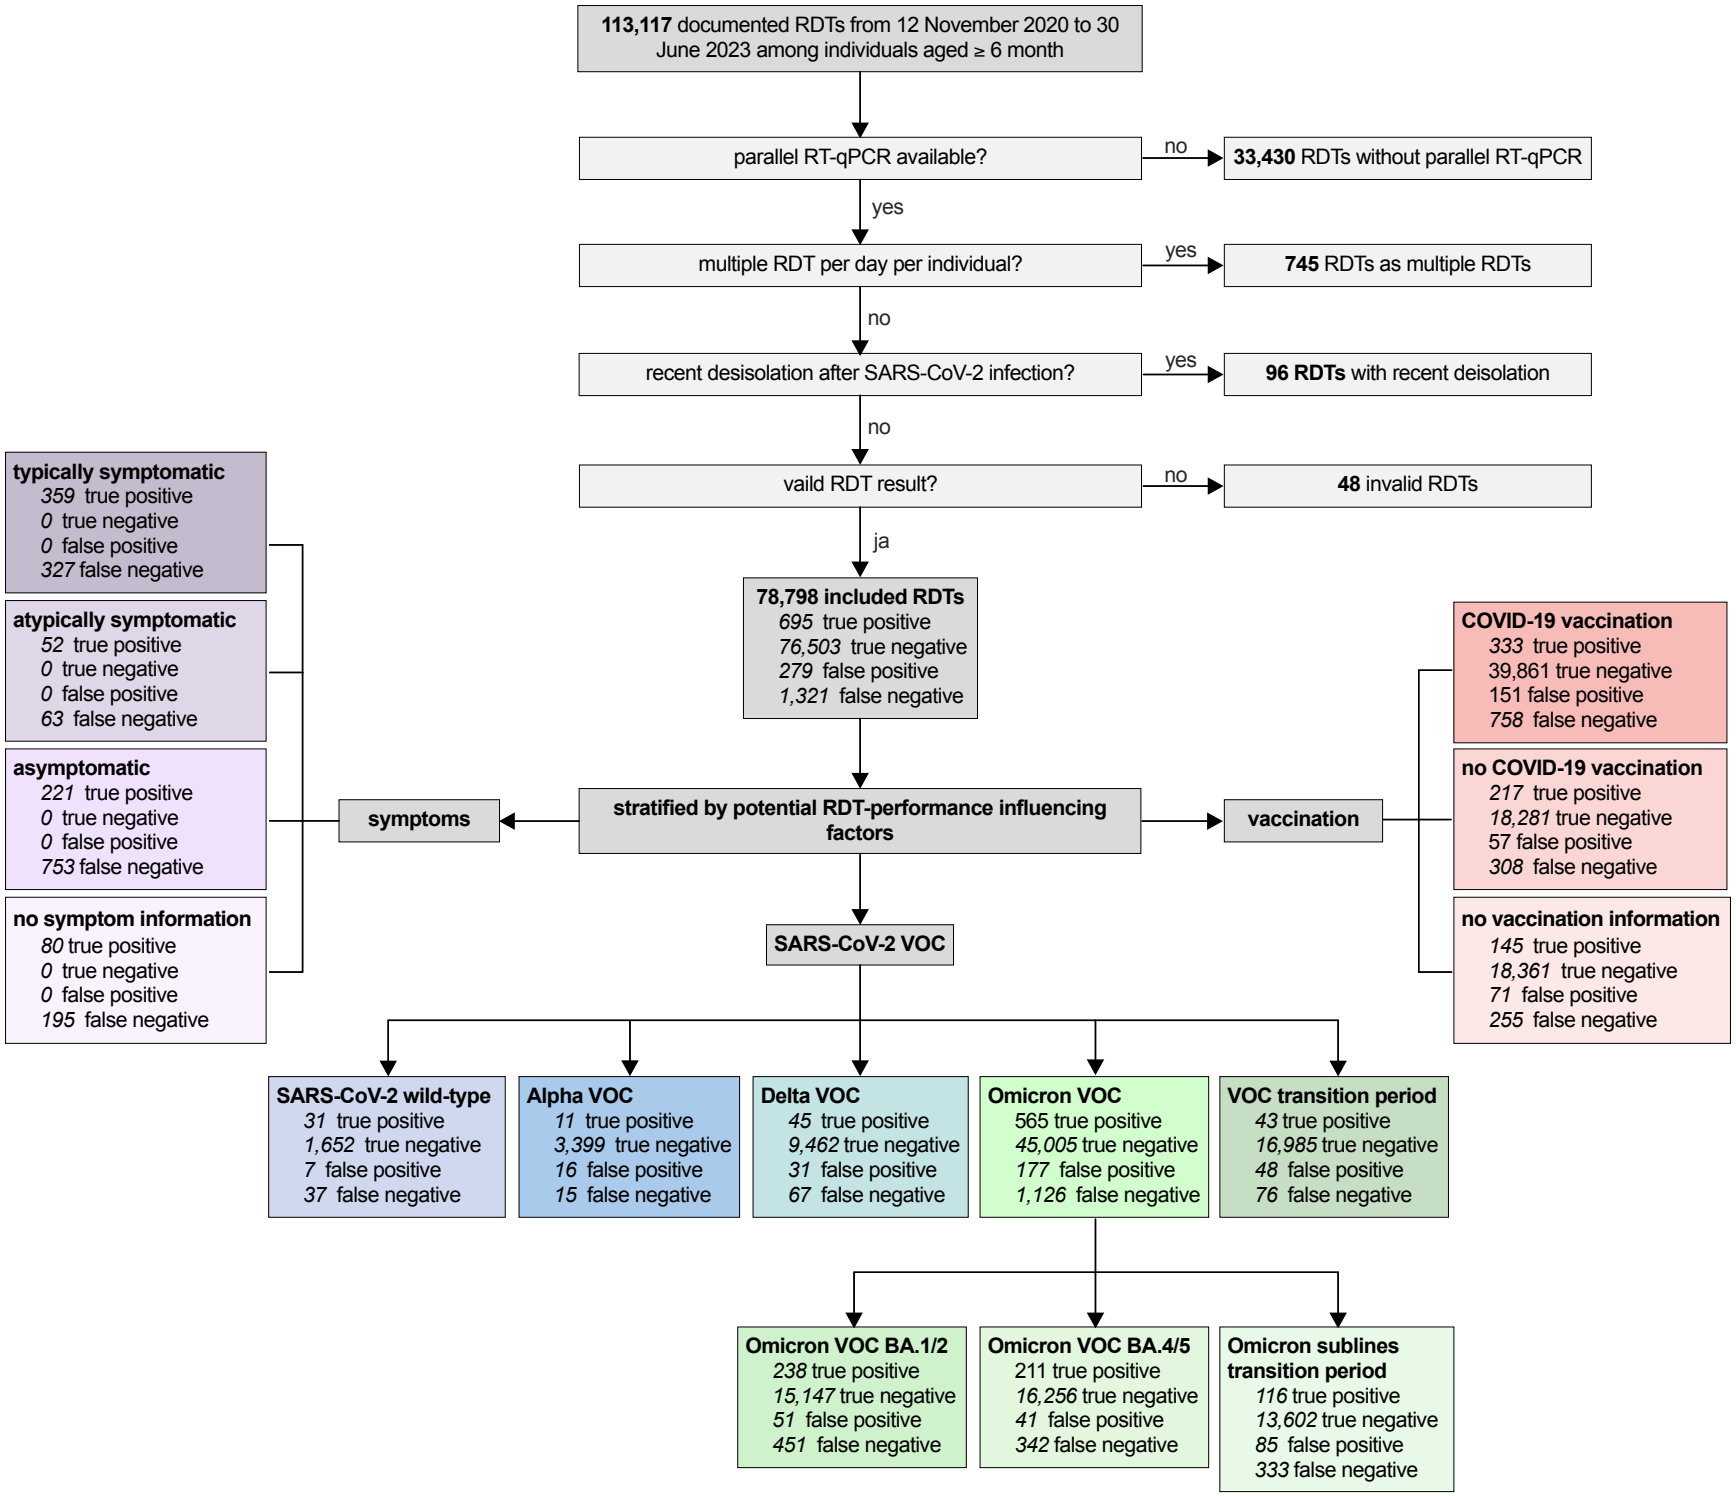 113,117 documented RDTs from 12 November 2020 to 30
June 2023 among individuals aged ≥ 6 month
parallel RT-qPCR available?
no
33,430 RDTs without parallel RT-qPCR
yes
multiple RDT per day per individual?
yes
745 RDTs as multiple RDTs
no
recent desisolation after SARS-CoV-2 infection?
yes
96 RDTs with recent deisolation
no
vaild RDT result?
no
48 invalid RDTs
ja
78,798 included RDTs
695 true positive
76,503 true negative
279 false positive
1,321 false negative
stratified by potential RDT-performance influencing
factors
symptoms
typically symptomatic
359 true positive
0 true negative
0 false positive
327 false negative
atypically symptomatic
52 true positive
0 true negative
0 false positive
63 false negative
asymptomatic
221 true positive
0 true negative
0 false positive
753 false negative
no symptom information
80 true positive
0 true negative
0 false positive
195 false negative
vaccination
COVID-19 vaccination
333 true positive
39,861 true negative
151 false positive
758 false negative
no COVID-19 vaccination
217 true positive
18,281 true negative
57 false positive
308 false negative
no vaccination information
145 true positive
18,361 true negative
71 false positive
255 false negative
SARS-CoV-2 VOC
SARS-CoV-2 wild-type
31 true positive
1,652 true negative
7 false positive
37 false negative
Alpha VOC
11 true positive
3,399 true negative
16 false positive
15 false negative
Delta VOC
45 true positive
9,462 true negative
31 false positive
67 false negative
Omicron VOC
565 true positive
45,005 true negative
177 false positive
1,126 false negative
VOC transition period
43 true positive
16,985 true negative
48 false positive
76 false negative
Omicron VOC BA.1/2
238 true positive
15,147 true negative
51 false positive
451 false negative
Omicron VOC BA.4/5
211 true positive
16,256 true negative
41 false positive
342 false negative
Omicron sublines
transition period
116 true positive
13,602 true negative
85 false positive
333 false negative